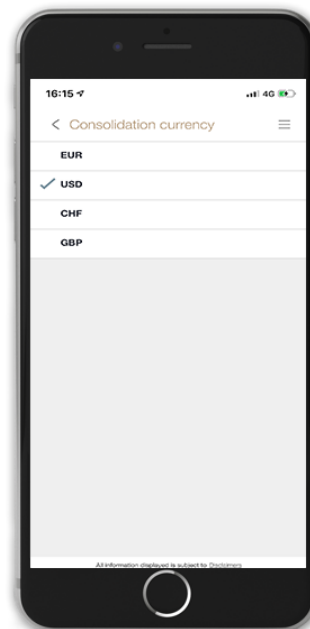 16:15
4G
Consolidation currency
EUR
USD
CHF
GBP
All information displayed is subject to Disclaimers